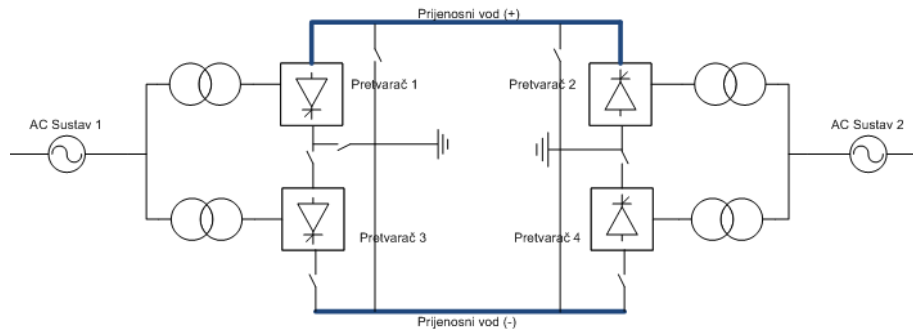 Prijenosni vod (+)
Pretvarač 1
Pretvarač 2
AC Sustav 1
AC Sustav 2
Pretvarač 3
Pretvarač 4
Prijenosni vod (-)